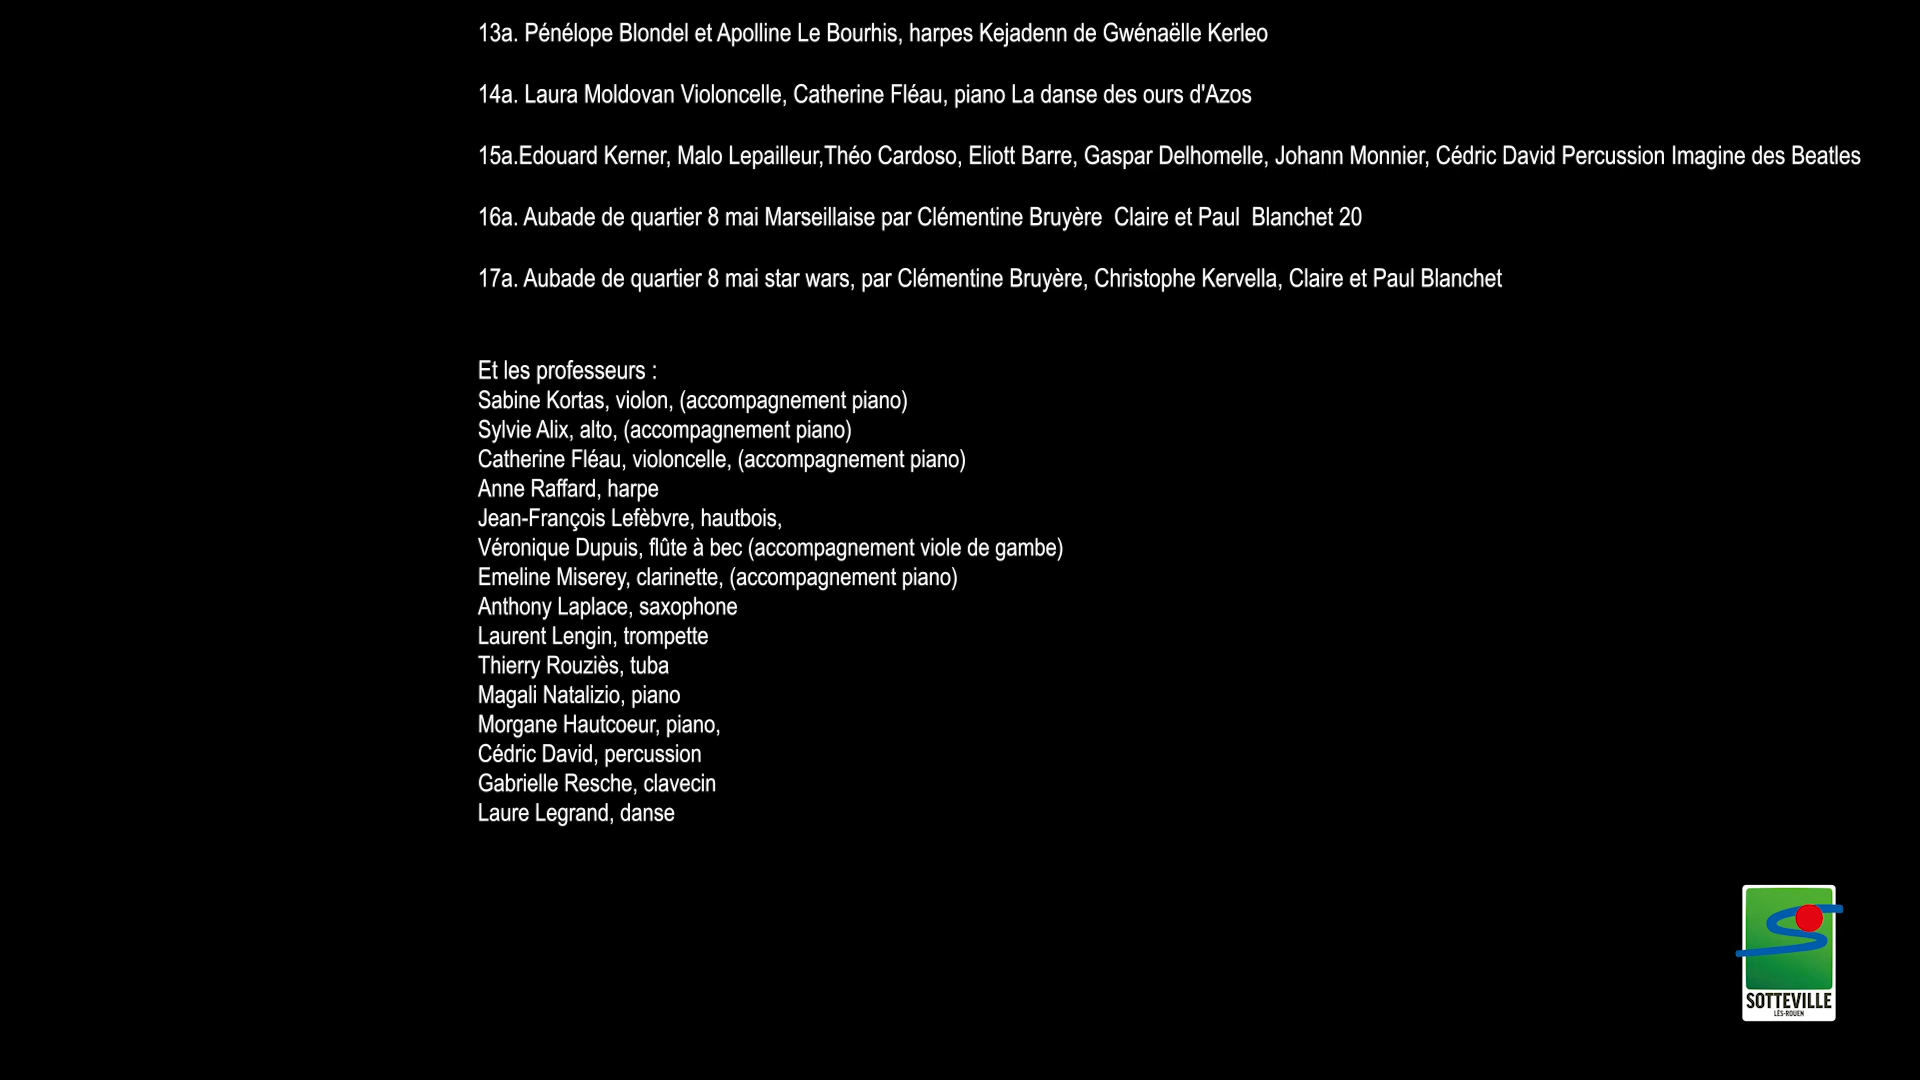 13a. Pénélope Blondel et Apolline Le Bourhis, harpes Kejadenn de Gwénaëlle Kerleo
14a. Laura Moldovan Violoncelle, Catherine Fléau, piano La danse des ours d'Azos
15a.Edouard Kerner, Malo Lepailleur,Théo Cardoso, Eliott Barre, Gaspar Delhomelle, Johann Monnier, Cédric David Percussion Imagine des Beatles
16a. Aubade de quartier 8 mai Marseillaise par Clémentine Bruyère  Claire et Paul  Blanchet 20
17a. Aubade de quartier 8 mai star wars, par Clémentine Bruyère, Christophe Kervella, Claire et Paul Blanchet
Et les professeurs :
Sabine Kortas, violon, (accompagnement piano)
Sylvie Alix, alto, (accompagnement piano)
Catherine Fléau, violoncelle, (accompagnement piano)
Anne Raffard, harpe
Jean-François Lefèbvre, hautbois,
Véronique Dupuis, flûte à bec (accompagnement viole de gambe)
Emeline Miserey, clarinette, (accompagnement piano)
Anthony Laplace, saxophone
Laurent Lengin, trompette
Thierry Rouziès, tuba
Magali Natalizio, piano
Morgane Hautcoeur, piano,
Cédric David, percussion
Gabrielle Resche, clavecin
Laure Legrand, danse
SOTTEVILLE
LÈS-ROUEN